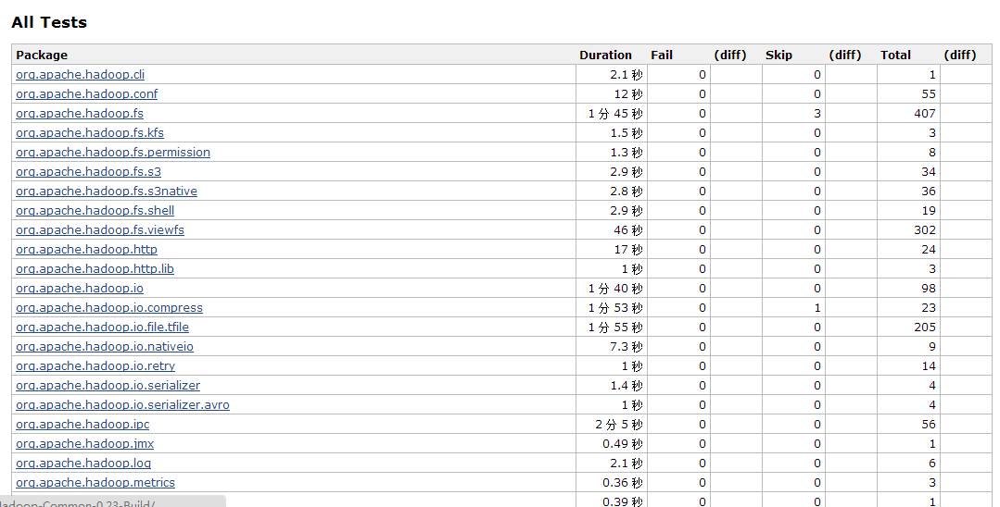 All Tests
Package Duration Fail (diff) Skip (diff) Total (diff)
org.apache.hadoop.cli 2.1 秒 0 0 1
org.apache.hadoop.conf 12 秒 0 0 55
org.apache.hadoop.fs 1 分 45 秒 0 3 407
org.apache.hadoop.fs.kfs 1.5 秒 0 0 3
org.apache.hadoop.fs.permission 1.3 秒 0 0 8
org.apache.hadoop.fs.s3 2.9 秒 0 0 34
org.apache.hadoop.fs.s3native 2.8 秒 0 0 36
org.apache.hadoop.fs.shell 2.9 秒 0 0 19
org.apache.hadoop.fs.viewfs 46 秒 0 0 302
org.apache.hadoop.http 17 秒 0 0 24
org.apache.hadoop.http.lib 1 秒 0 0 3
org.apache.hadoop.io 1 分 40 秒 0 0 98
org.apache.hadoop.io.compress 1 分 53 秒 0 1 23
org.apache.hadoop.io.file.tfile 1 分 55 秒 0 0 205
org.apache.hadoop.io.nativeio 7.3 秒 0 0 9
org.apache.hadoop.io.retry 1 秒 0 0 14
org.apache.hadoop.io.serializer 1.4 秒 0 0 4
org.apache.hadoop.io.serializer.avro 1 秒 0 0 4
org.apache.hadoop.ipc 2 分 5 秒 0 0 56
org.apache.hadoop.jmx 0.49 秒 0 0 1
org.apache.hadoop.log 2.1 秒 0 0 6
org.apache.hadoop.metrics 0.36 秒 0 0 3
adoop-Common-0.23-Build/ 0.39 秒 0 0 1